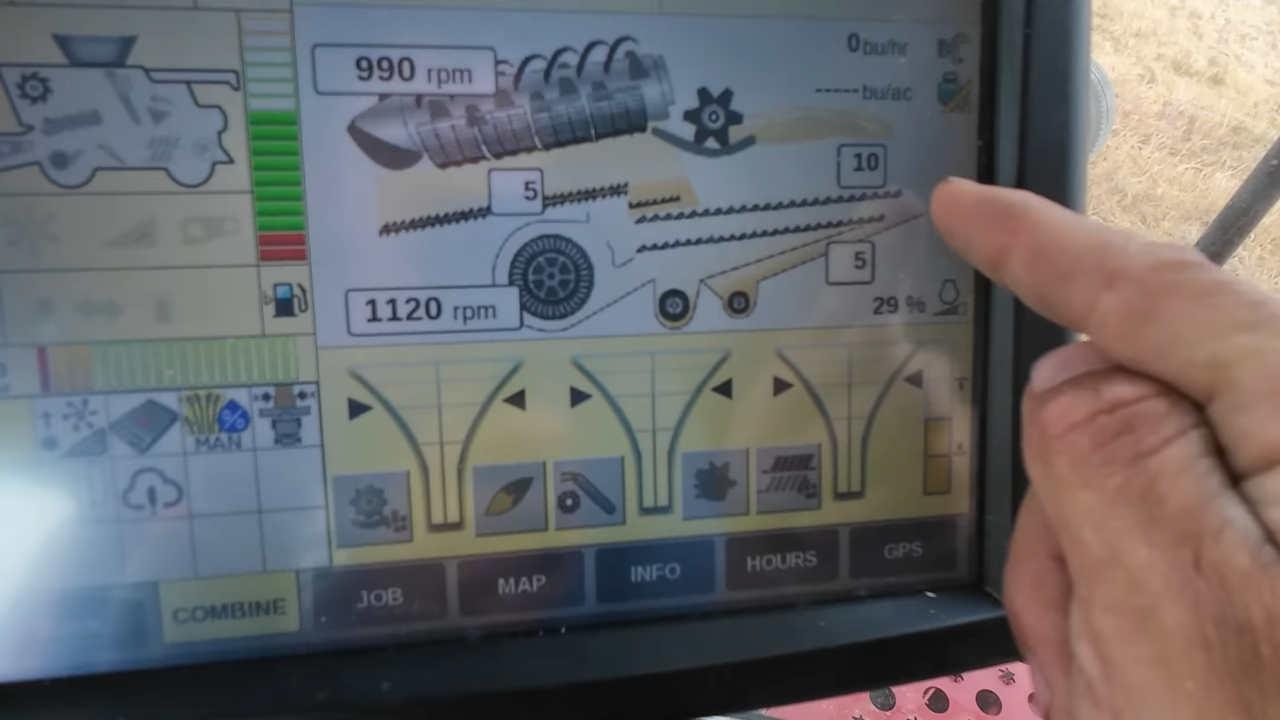 990 rpm
0 bu/hr
----- bu/ac
10
5
5
1120 rpm
29 %
MAN
COMBINE
JOB
MAP
INFO
HOURS
GPS